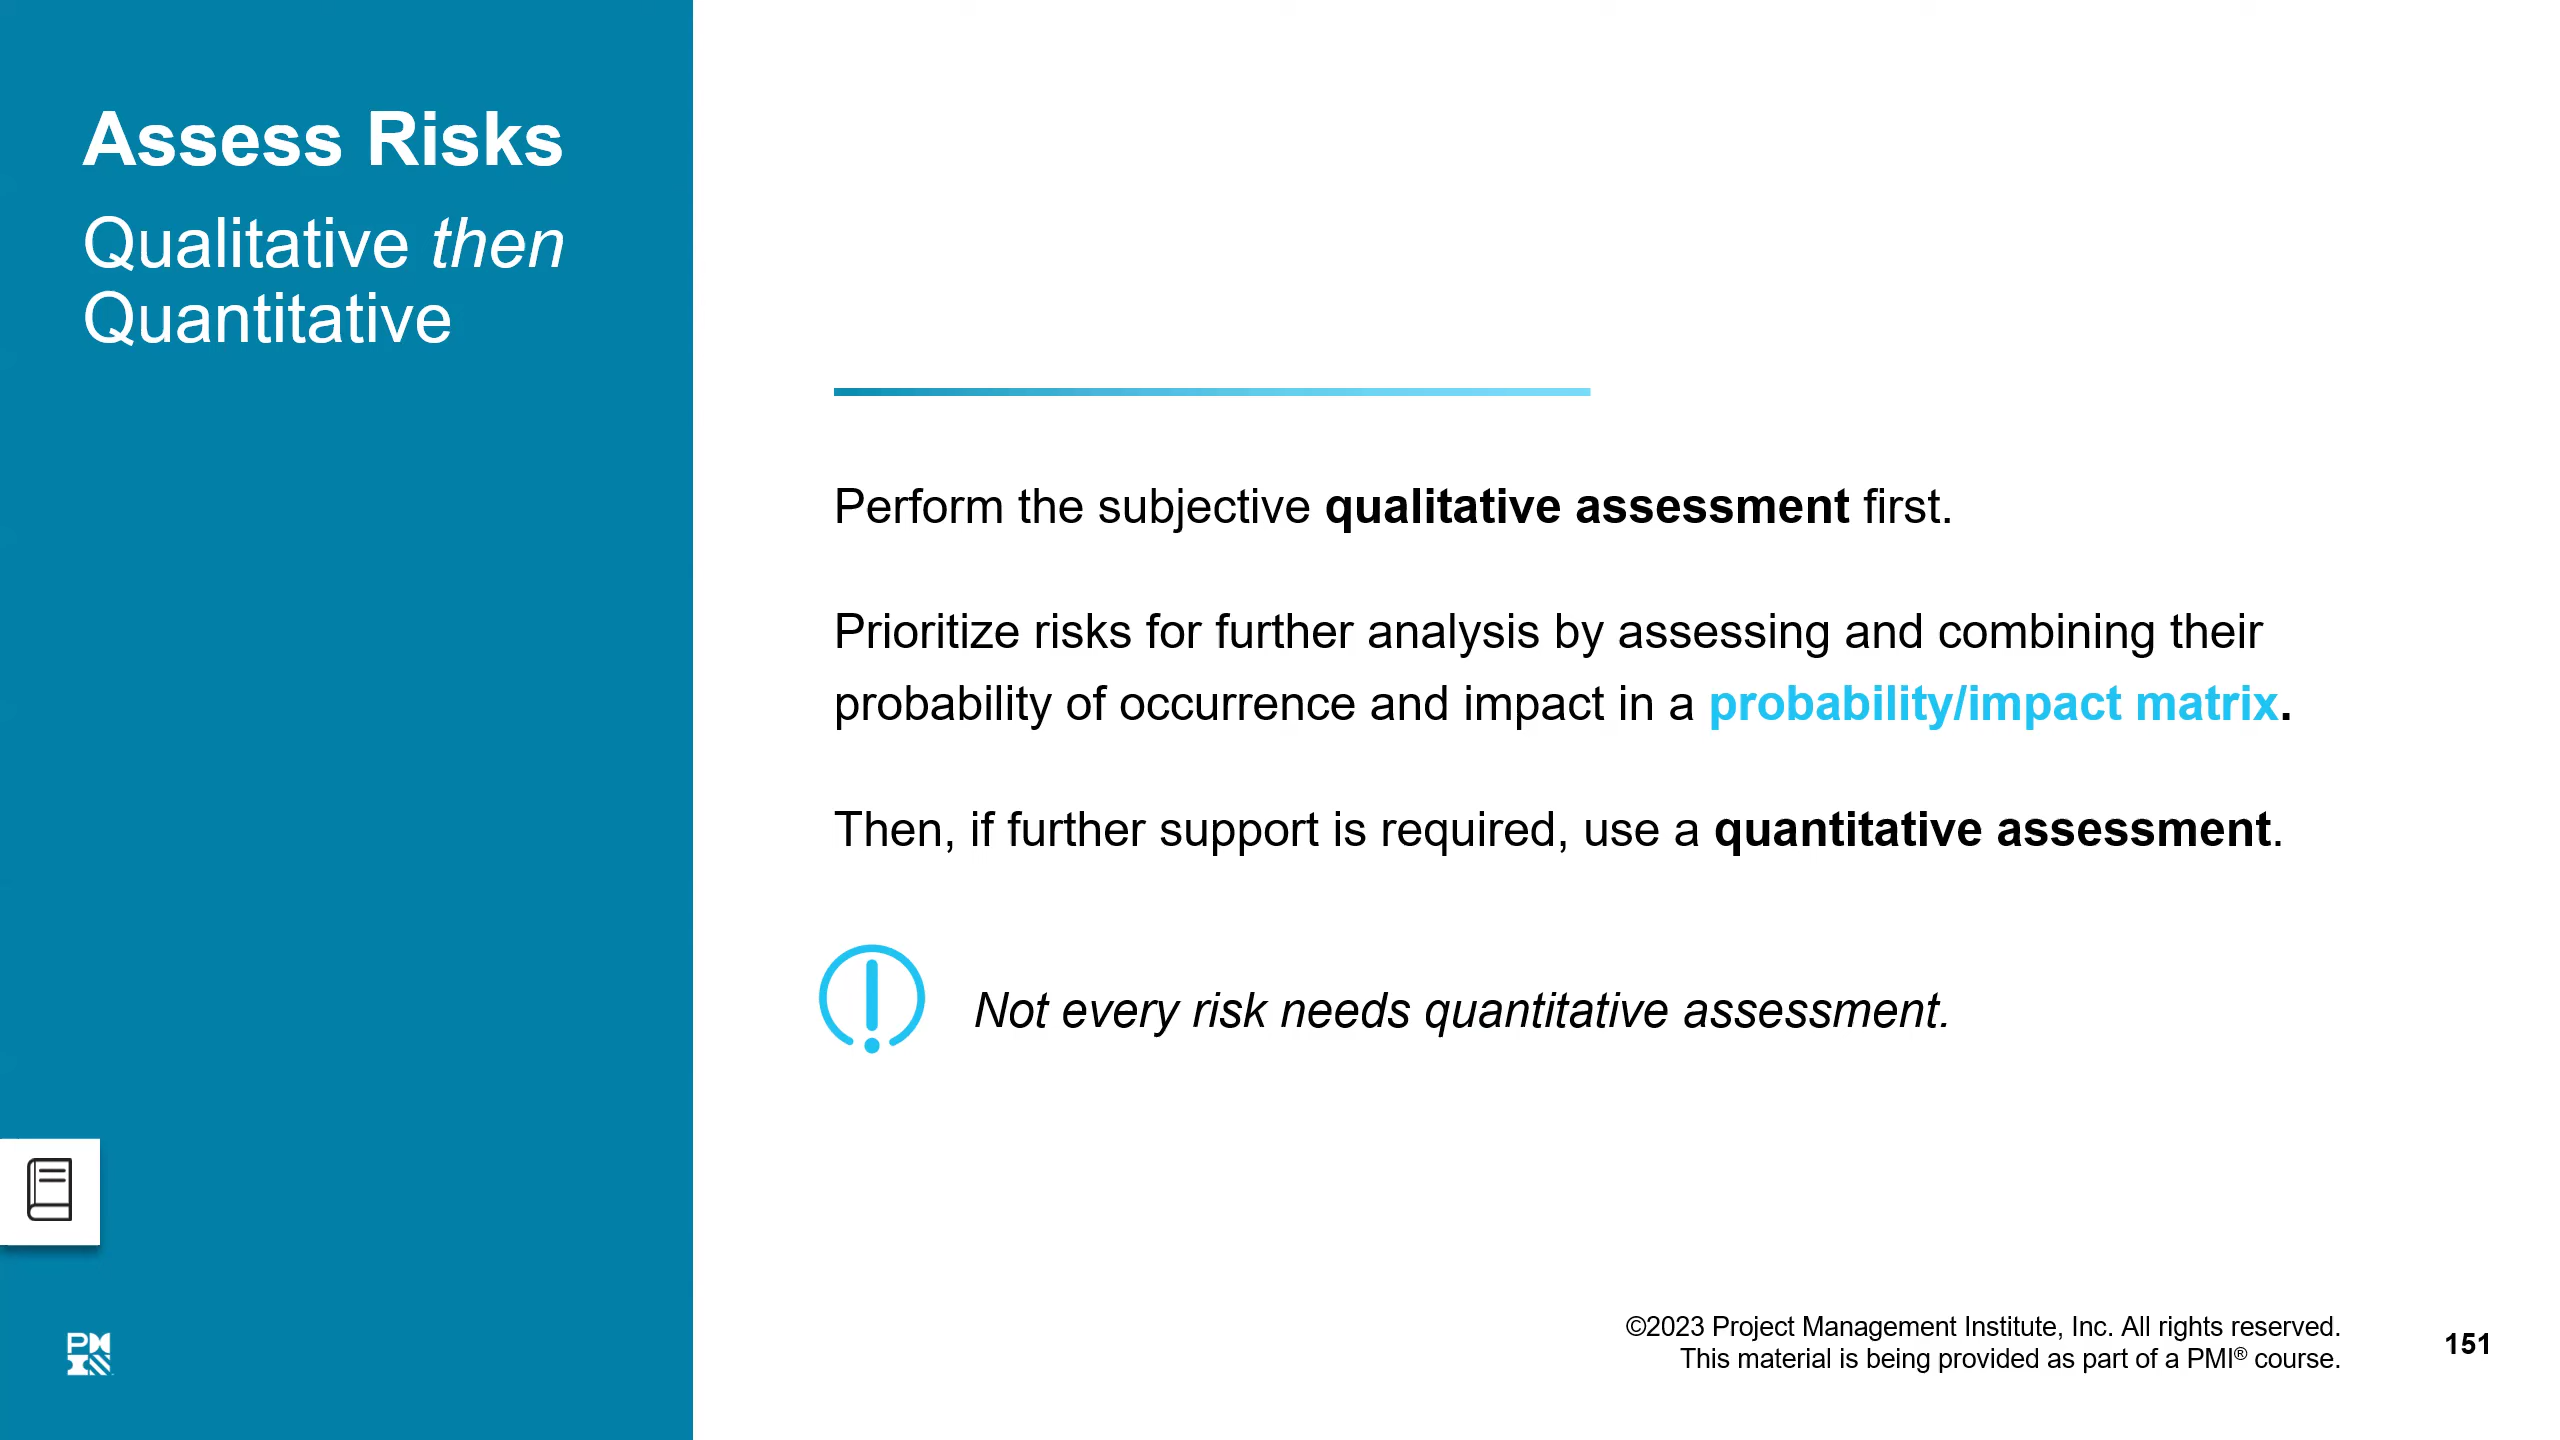 Assess Risks
Qualitative then
Quantitative
Perform the subjective qualitative assessment first.
Prioritize risks for further analysis by assessing and combining their
probability of occurrence and impact in a probability/impact matrix.
Then, if further support is required, use a quantitative assessment.
Not every risk needs quantitative assessment.
©2023 Project Management Institute, Inc. All rights reserved.
This material is being provided as part of a PMI® course.
151